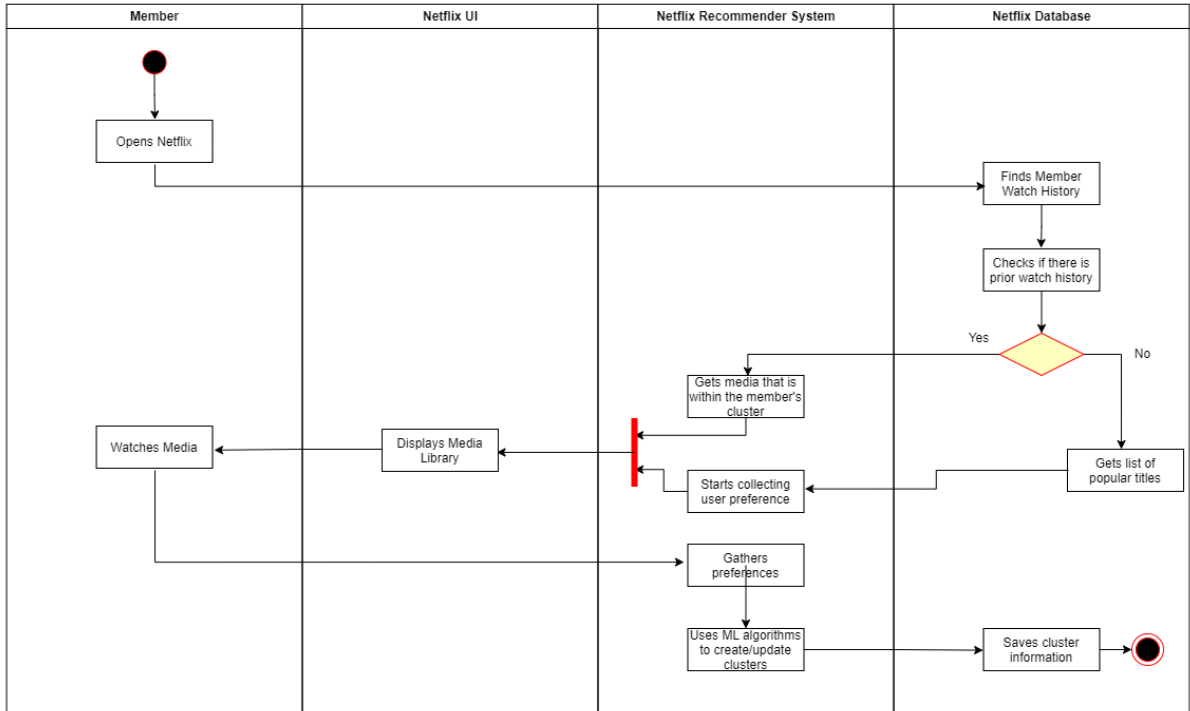 Member
Netflix UI
Netflix Recommender System
Netflix Database
Opens Netflix
Finds Member
Watch History
Checks if there is
prior watch history
Yes
No
Gets media that is
within the member's
cluster
Watches Media
Displays Media
Library
Gets list of
popular titles
Starts collecting
user preference
Gathers
preferences
Uses ML algorithms
to create/update
clusters
Saves cluster
information